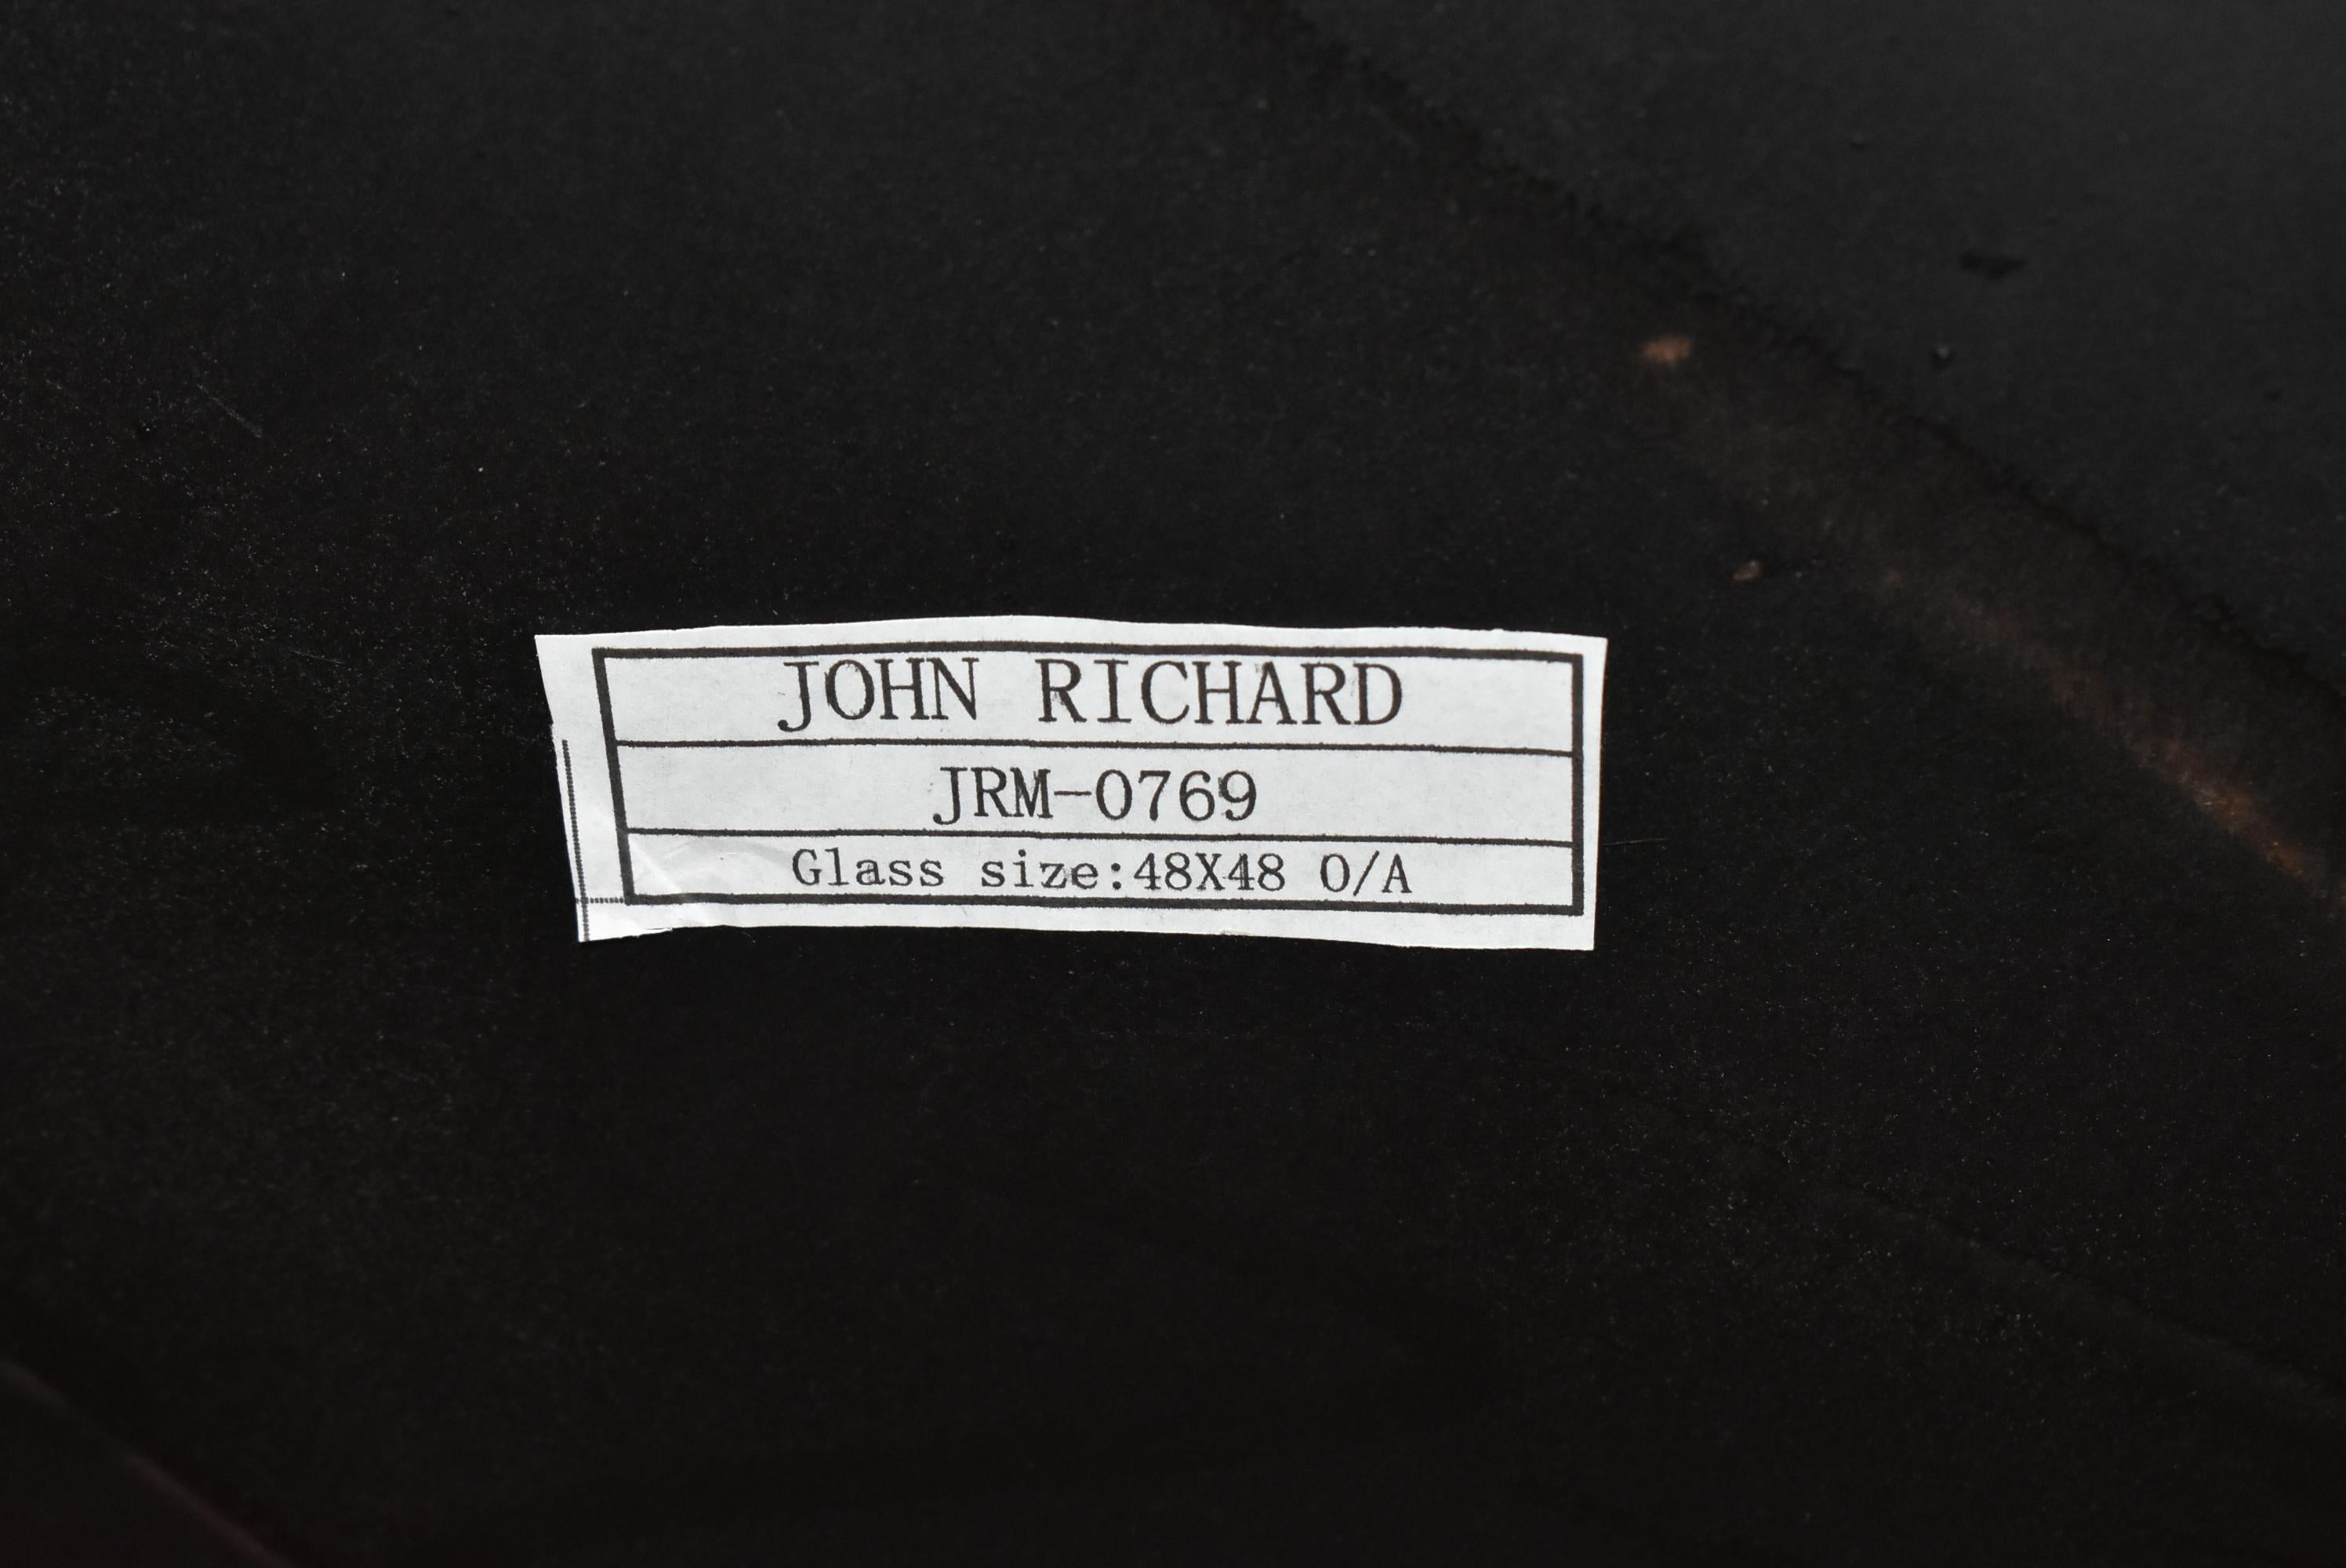 JOHN RICHARD
JRM-0769
Glass size:48X48 O/A